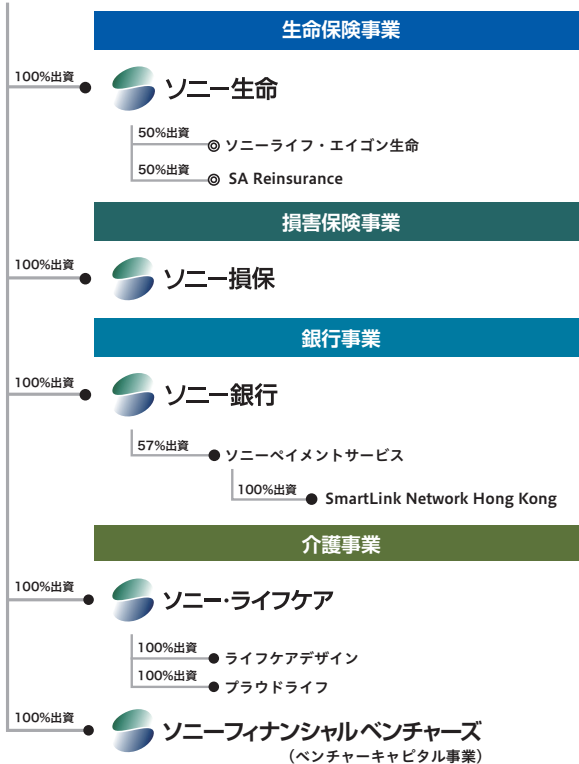 生命保険事業
100%出資
ソニー生命
50%出資
ソニーライフ・エイゴン生命
50%出資
SA Reinsurance
損害保険事業
100%出資
ソニー損保
銀行事業
100%出資
ソニー銀行
57%出資
ソニーペイメントサービス
100%出資
SmartLink Network Hong Kong
介護事業
100%出資
ソニー・ライフケア
100%出資
ライフケアデザイン
100%出資
プラウドライフ
100%出資
ソニーフィナンシャルベンチャーズ
（ベンチャーキャピタル事業）